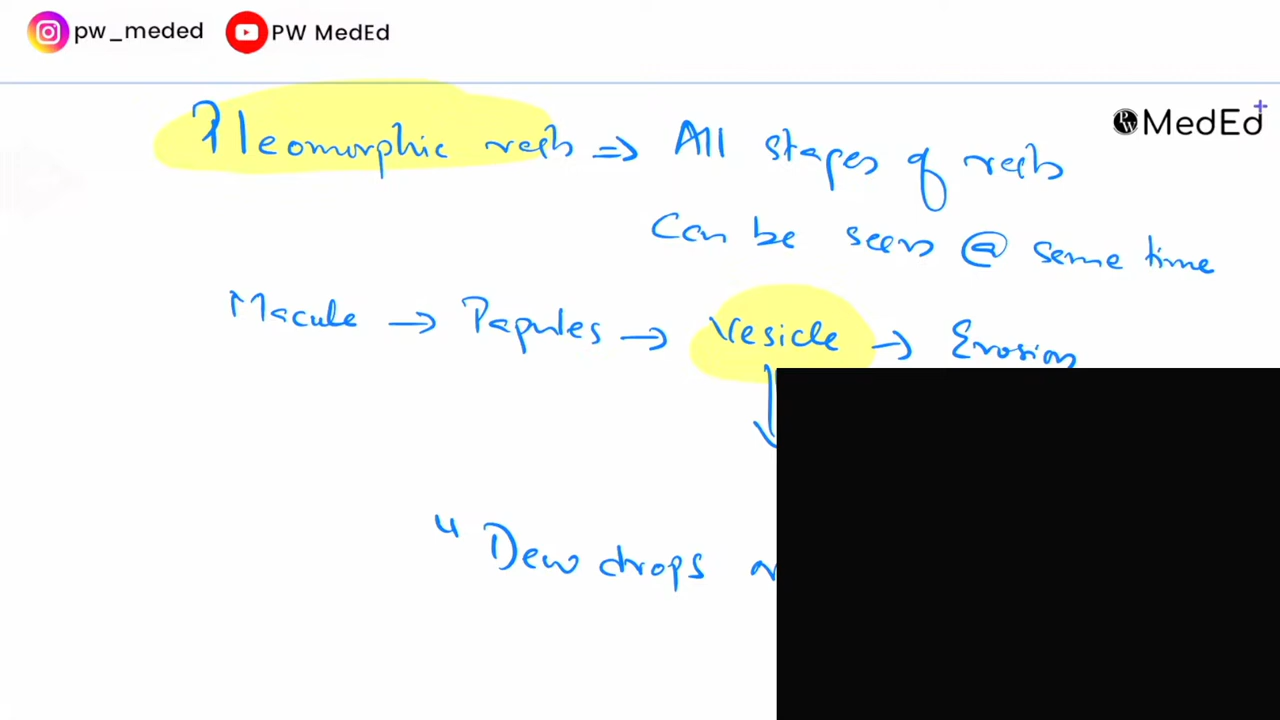 pw_meded PW MedEd
PW MedEd+
Pleomorphic rash => All stages of rash
Can be seen @ same time
Macule → Papules → Vesicle → Erosion
" Dew drops